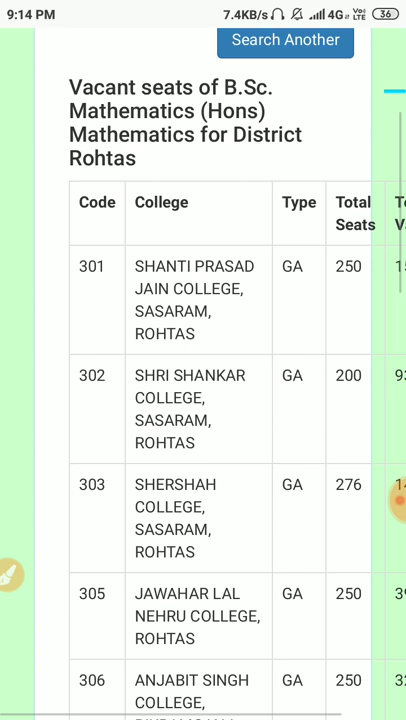 9:14 PM 7.4KB/s 4G VoLTE 36
Search Another
Vacant seats of B.Sc.
Mathematics (Hons)
Mathematics for District
Rohtas
Code College Type Total
Seats
301 SHANTI PRASAD GA 250
JAIN COLLEGE,
SASARAM,
ROHTAS
302 SHRI SHANKAR GA 200
COLLEGE,
SASARAM,
ROHTAS
303 SHERSHAH GA 276
COLLEGE,
SASARAM,
ROHTAS
305 JAWAHAR LAL GA 250
NEHRU COLLEGE,
ROHTAS
306 ANJABIT SINGH GA 250
COLLEGE,